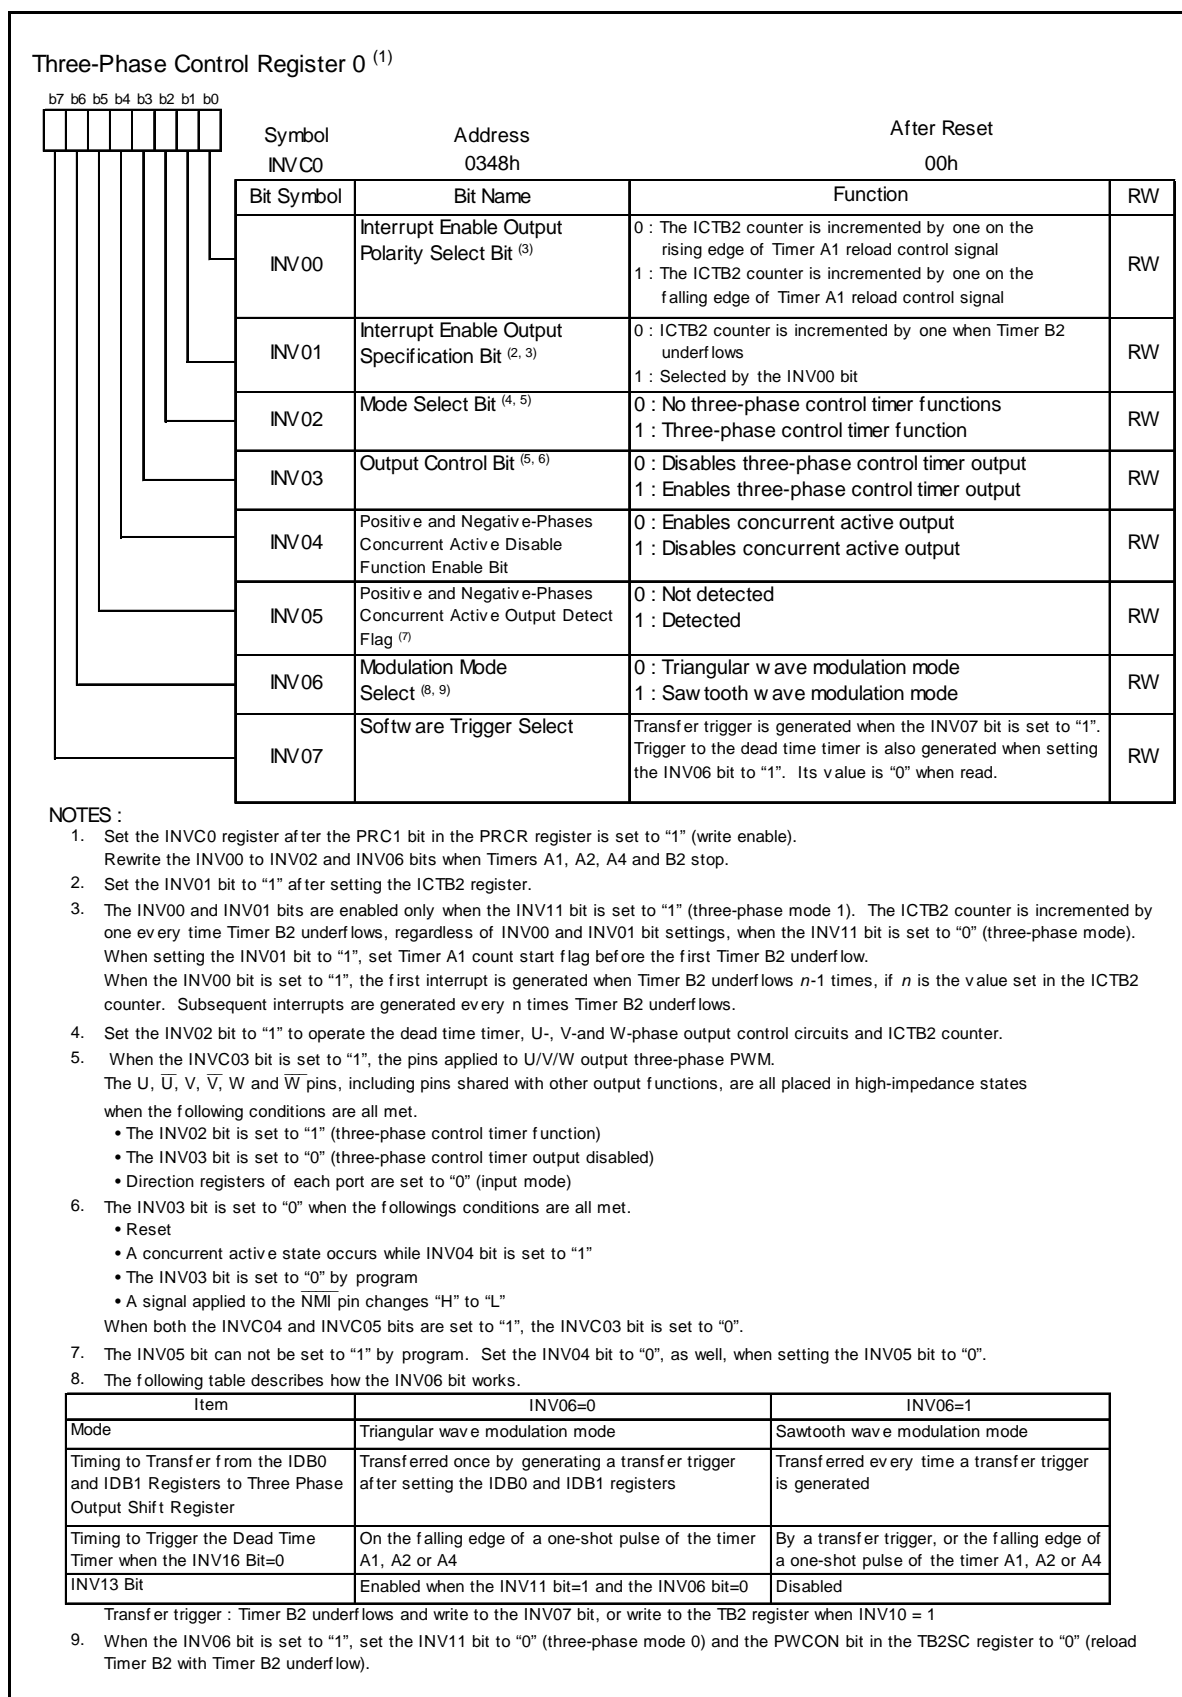 Three-Phase Control Register 0 (1)
b7 b6 b5 b4 b3 b2 b1 b0
Symbol Address After Reset
INVC0 0348h 00h
Bit Symbol Bit Name Function RW
INV00 Interrupt Enable Output Polarity Select Bit (3)
0 : The ICTB2 counter is incremented by one on the
rising edge of Timer A1 reload control signal
1 : The ICTB2 counter is incremented by one on the
falling edge of Timer A1 reload control signal
RW
INV01 Interrupt Enable Output Specification Bit (2, 3)
0 : ICTB2 counter is incremented by one when Timer B2
underflows
1 : Selected by the INV00 bit
RW
INV02 Mode Select Bit (4, 5)
0 : No three-phase control timer functions
1 : Three-phase control timer function
RW
INV03 Output Control Bit (5, 6)
0 : Disables three-phase control timer output
1 : Enables three-phase control timer output
RW
INV04
Positive and Negative-Phases
Concurrent Active Disable
Function Enable Bit
0 : Enables concurrent active output
1 : Disables concurrent active output
RW
INV05
Positive and Negative-Phases
Concurrent Active Output Detect
Flag (7)
0 : Not detected
1 : Detected
RW
INV06
Modulation Mode
Select (8, 9)
0 : Triangular wave modulation mode
1 : Sawtooth wave modulation mode
RW
INV07
Software Trigger Select
Transfer trigger is generated when the INV07 bit is set to “1”.
Trigger to the dead time timer is also generated when setting
the INV06 bit to “1”. Its value is “0” when read.
RW
NOTES :
1. Set the INVC0 register after the PRC1 bit in the PRCR register is set to “1” (write enable).
Rewrite the INV00 to INV02 and INV06 bits when Timers A1, A2, A4 and B2 stop.
2. Set the INV01 bit to “1” after setting the ICTB2 register.
3. The INV00 and INV01 bits are enabled only when the INV11 bit is set to “1” (three-phase mode 1). The ICTB2 counter is incremented by
one every time Timer B2 underflows, regardless of INV00 and INV01 bit settings, when the INV11 bit is set to “0” (three-phase mode).
When setting the INV01 bit to “1”, set Timer A1 count start flag before the first Timer B2 underflow.
When the INV00 bit is set to “1”, the first interrupt is generated when Timer B2 underflows n-1 times, if n is the value set in the ICTB2
counter. Subsequent interrupts are generated every n times Timer B2 underflows.
4. Set the INV02 bit to “1” to operate the dead time timer, U-, V-and W-phase output control circuits and ICTB2 counter.
5. When the INVC03 bit is set to “1”, the pins applied to U/V/W output three-phase PWM.
The U, U̅, V, V̅, W and W̅ pins, including pins shared with other output functions, are all placed in high-impedance states
when the following conditions are all met.
• The INV02 bit is set to “1” (three-phase control timer function)
• The INV03 bit is set to “0” (three-phase control timer output disabled)
• Direction registers of each port are set to “0” (input mode)
6. The INV03 bit is set to “0” when the followings conditions are all met.
• Reset
• A concurrent active state occurs while INV04 bit is set to “1”
• The INV03 bit is set to “0” by program
• A signal applied to the N̅M̅I̅ pin changes “H” to “L”
When both the INVC04 and INVC05 bits are set to “1”, the INVC03 bit is set to “0”.
7. The INV05 bit can not be set to “1” by program. Set the INV04 bit to “0”, as well, when setting the INV05 bit to “0”.
8. The following table describes how the INV06 bit works.
Item INV06=0 INV06=1
Mode Triangular wave modulation mode Sawtooth wave modulation mode
Timing to Transfer from the IDB0
and IDB1 Registers to Three Phase
Output Shift Register
Transferred once by generating a transfer trigger
after setting the IDB0 and IDB1 registers
Transferred every time a transfer trigger
is generated
Timing to Trigger the Dead Time
Timer when the INV16 Bit=0
On the falling edge of a one-shot pulse of the timer
A1, A2 or A4
By a transfer trigger, or the falling edge of
a one-shot pulse of the timer A1, A2 or A4
INV13 Bit Enabled when the INV11 bit=1 and the INV06 bit=0 Disabled
Transfer trigger : Timer B2 underflows and write to the INV07 bit, or write to the TB2 register when INV10 = 1
9. When the INV06 bit is set to “1”, set the INV11 bit to “0” (three-phase mode 0) and the PWCON bit in the TB2SC register to “0” (reload
Timer B2 with Timer B2 underflow).